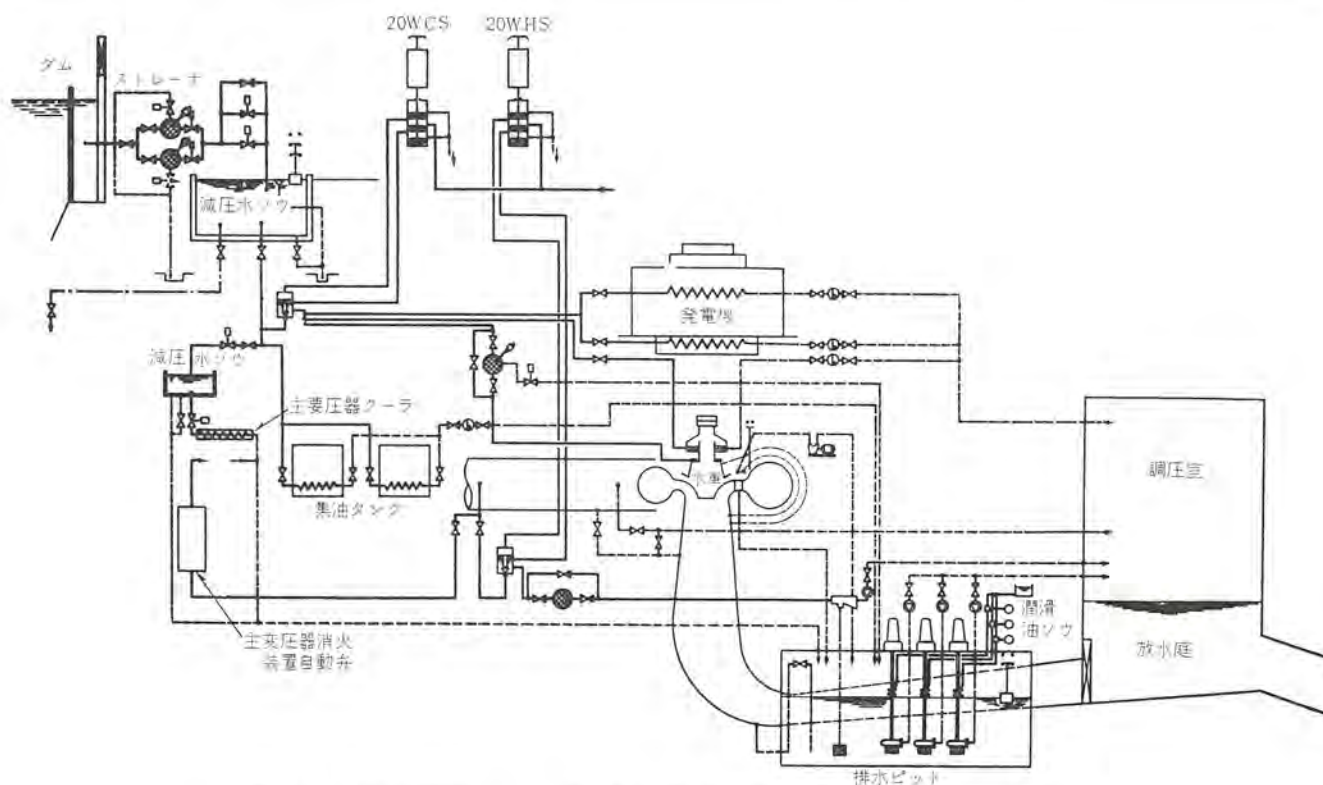 20WCS
20WHS
ダム
ストレーナ
減圧水ソウ
発電機
減圧水ソウ
主要圧器クーラ
水車
調圧室
集油タンク
潤滑
油ソウ
主変圧器消火
装置自動弁
放水庭
排水ピット